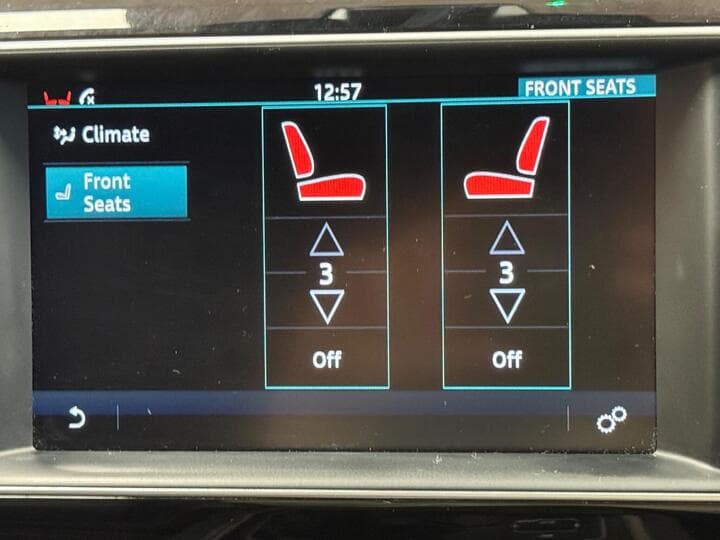 12:57
FRONT SEATS
Climate
Front
Seats
3
3
Off
Off